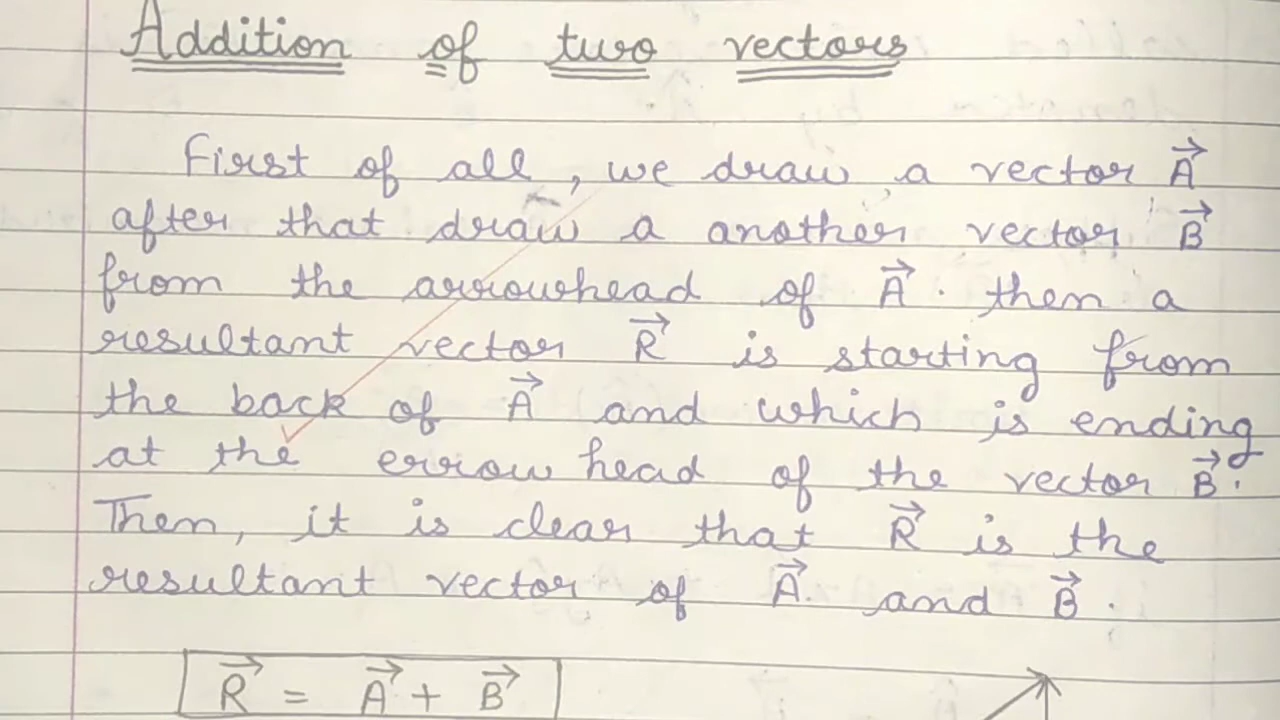 Addition of two vectors
First of all, we draw a vector A⃗
after that draw a another vector B⃗
from the arrowhead of A⃗. then a
resultant vector R⃗ is starting from
the back of A⃗ and which is ending
at the errow head of the vector B⃗.
Then, it is clear that R⃗ is the
resultant vector of A⃗ and B⃗.
R⃗ = A⃗ + B⃗